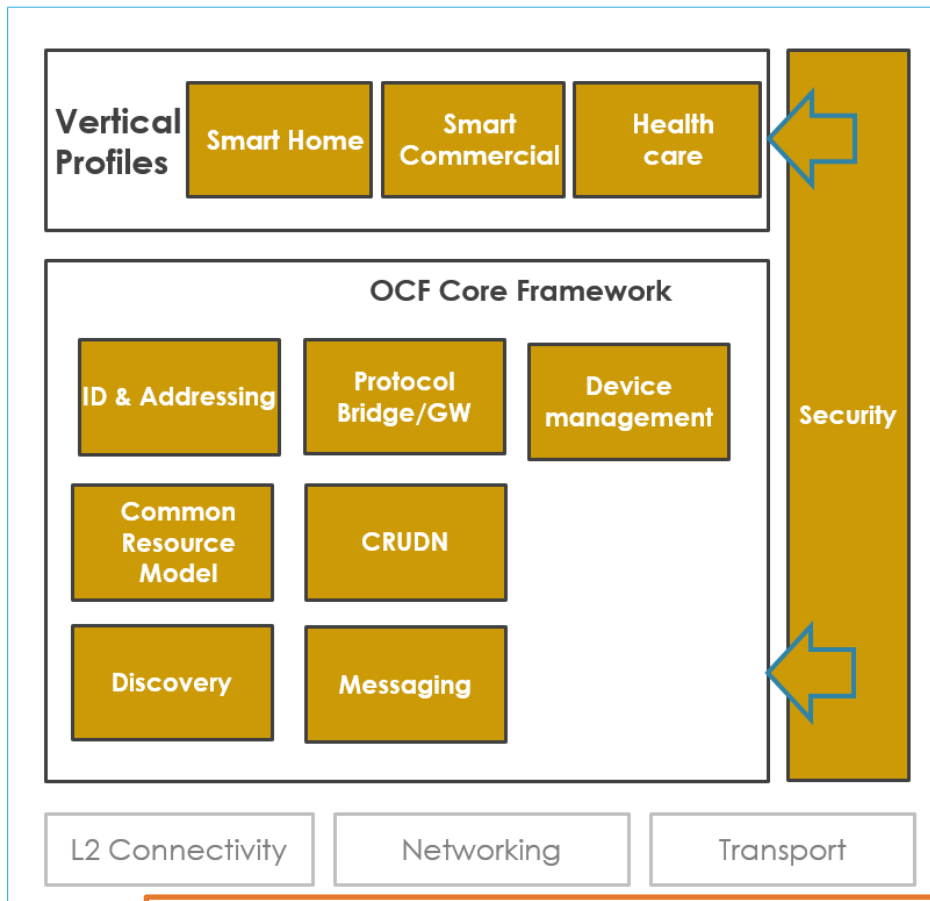 Vertical
Profiles
Smart Home
Smart
Commercial
Health
care
OCF Core Framework
ID & Addressing
Protocol
Bridge/GW
Device
management
Security
Common
Resource
Model
CRUDN
Discovery
Messaging
L2 Connectivity
Networking
Transport